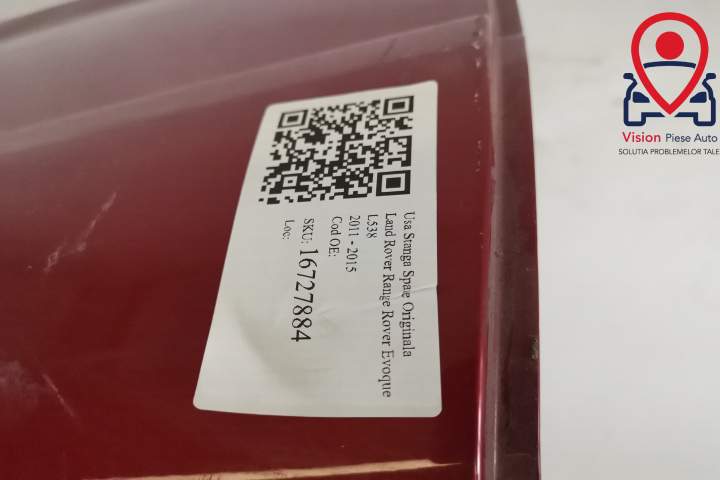 Usa Stanga Spae Originala
Land Rover Range Rover Evoque
L538
2011 - 2015
Cod OE:
SKU: 16727884
Loc:
Vision Piese Auto
SOLUTIA PROBLEMELOR TALE